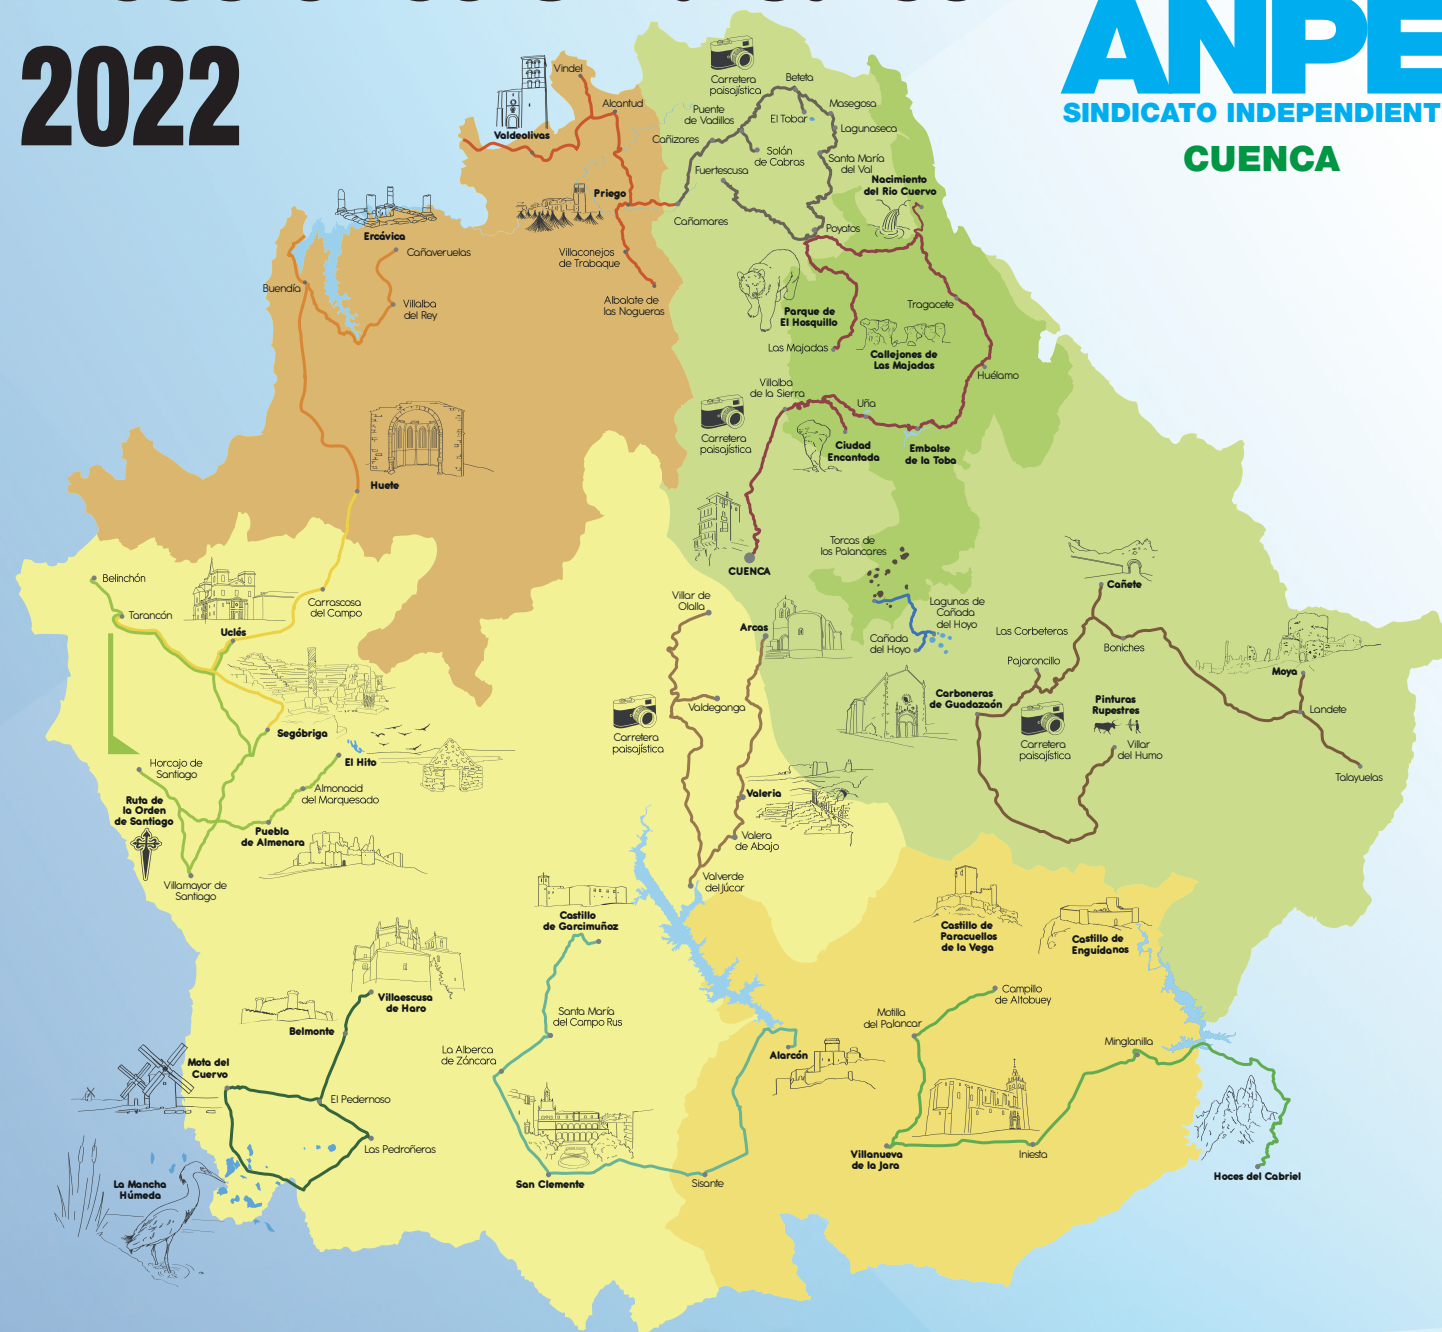 2022
ANPE
SINDICATO INDEPENDIENT
CUENCA
Vindel
Alcantud
Valdeolivas
Carretera
paisajística
Beteta
Puente
de Vadillos
El Tobar
Masegosa
Lagunaseca
Cañizares
Solán
de Cabras
Santa María
del Val
Fuertescusa
Nacimiento
del Rio Cuervo
Priego
Cañamares
Poyatos
Ercávica
Cañaveruelas
Villaconejos
de Trabaque
Buendía
Villalba
del Rey
Albalate de
las Nogueras
Parque de
El Hosquillo
Tragacete
Las Majadas
Callejones de
Las Majadas
Huélamo
Villalba
de la Sierra
Uña
Carretera
paisajística
Ciudad
Encantada
Embalse
de la Toba
Huete
CUENCA
Torcas de
los Palancares
Cañete
Belinchón
Tarancón
Carrascosa
del Campo
Uclés
Villar de
Olalla
Arcas
Lagunas de
Cañada
del Hoyo
Cañada
del Hoyo
Las Corbeteras
Boniches
Pajaroncillo
Moya
Carboneras
de Guadazaón
Pinturas
Rupestres
Landete
Valdeganga
Carretera
paisajística
Carretera
paisajística
Villar
del Humo
Talayuelas
Segóbriga
El Hito
Horcajo de
Santiago
Almonacid
del Marquesado
Ruta de
la Orden
de Santiago
Puebla
de Almenara
Valeria
Valera
de Abajo
Villamayor de
Santiago
Valverde
del Júcar
Castillo
de Garcimuñoz
Castillo de
Paracuellos
de la Vega
Castillo de
Enguídanos
Villaescusa
de Haro
Belmonte
Santa María
del Campo Rus
Campillo
de Altobuey
Motilla
del Palancar
La Alberca
de Záncara
Alarcón
Minglanilla
Mota del
Cuervo
El Pedernoso
Las Pedroñeras
Villanueva
de la Jara
Iniesta
La Mancha
Húmeda
San Clemente
Sisante
Hoces del Cabriel